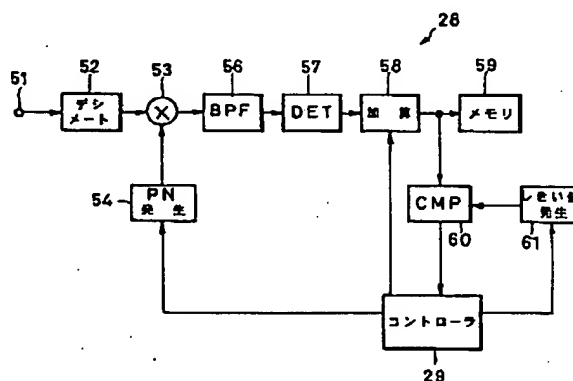 28
51
52
53
56
57
58
59
デシ
メート
×
BPF
DET
加算
メモリ
54
PN
発生
CMP
しきい値
発生
60
61
コントローラ
29